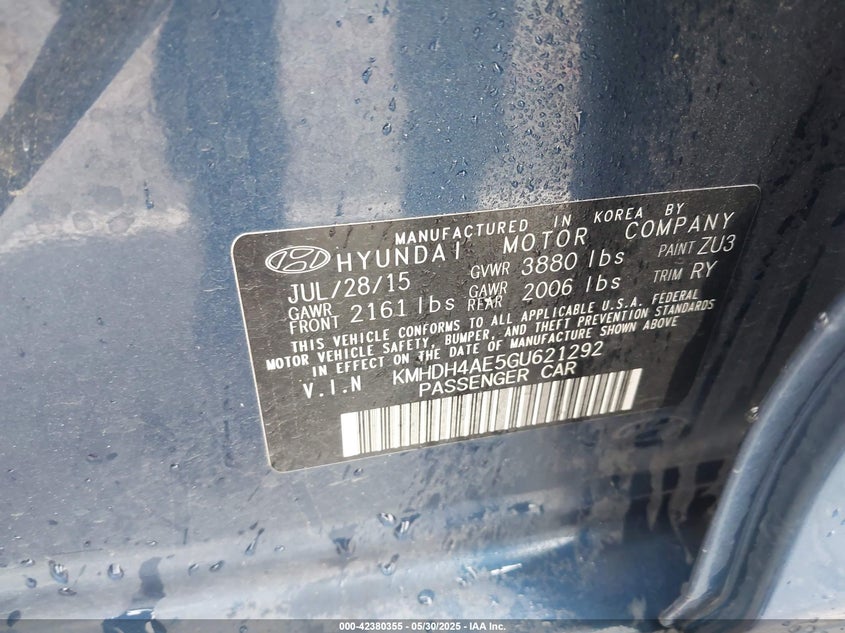 MANUFACTURED IN KOREA BY
HYUNDAI MOTOR COMPANY
JUL/28/15 GVWR 3880 lbs PAINT ZU3
GAWR FRONT 2161 lbs GAWR REAR 2006 lbs TRIM RY
THIS VEHICLE CONFORMS TO ALL APPLICABLE U.S.A. FEDERAL
MOTOR VEHICLE SAFETY, BUMPER, AND THEFT PREVENTION STANDARDS
IN EFFECT ON THE DATE OF MANUFACTURE SHOWN ABOVE
V.I.N KMHDH4AE5GU621292
PASSENGER CAR
000-42380355 — 05/30/2025 — IAA Inc.